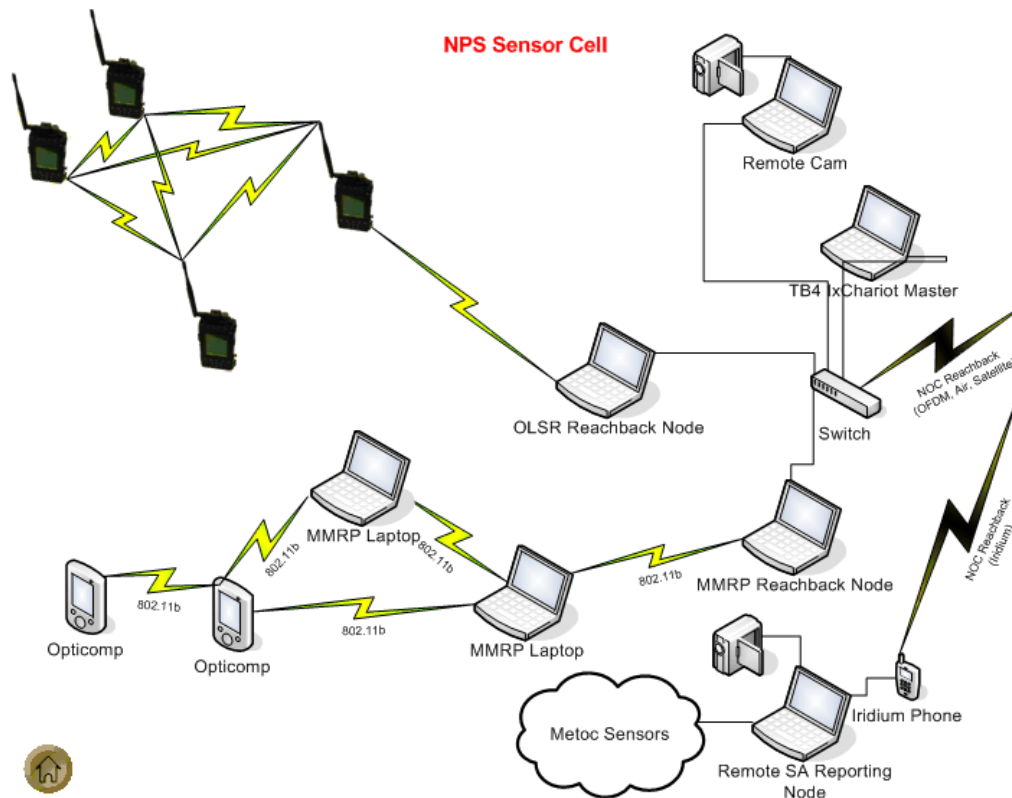 NPS Sensor Cell
Remote Cam
TB4 IxChariot Master
NOC Reachback
(OFDM, Air, Satellite)
OLSR Reachback Node
Switch
MMRP Laptop
802.11b
802.11b
NOC Reachback
(Iridium)
802.11b
MMRP Reachback Node
802.11b
Opticomp
802.11b
Opticomp
MMRP Laptop
Iridium Phone
Metoc Sensors
Remote SA Reporting
Node